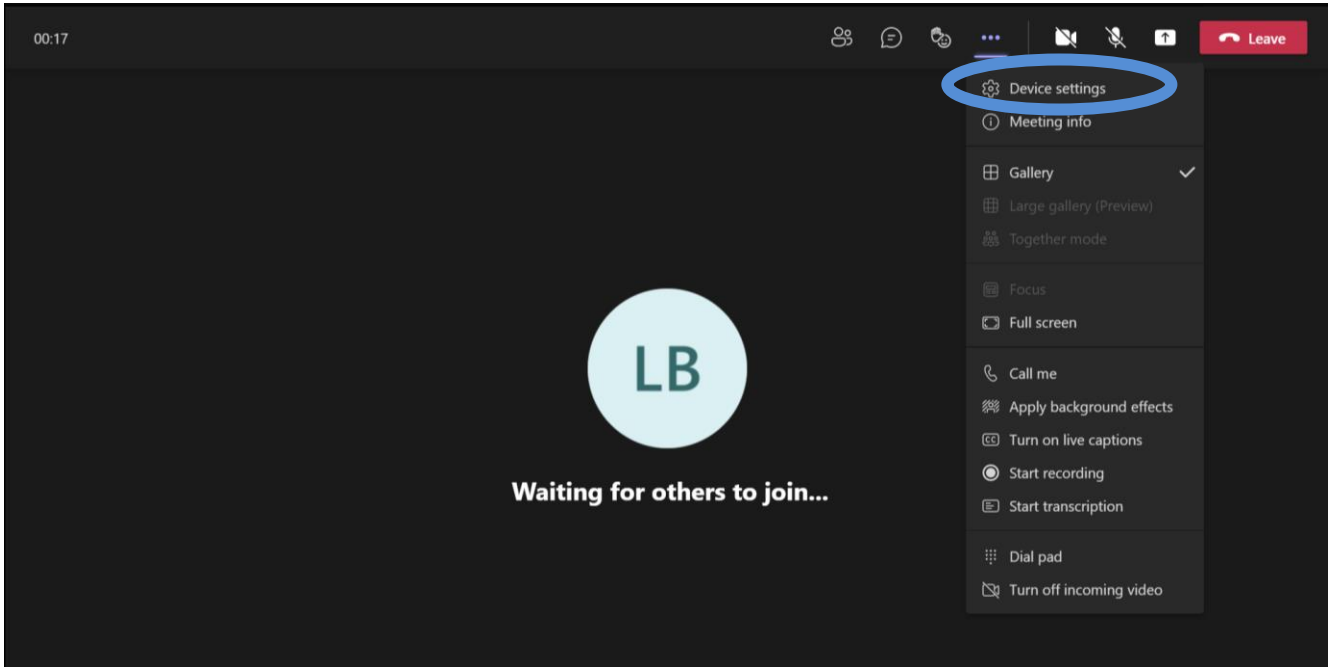 00:17
Leave
Device settings
Meeting info
Gallery
Large gallery (Preview)
Together mode
Focus
Full screen
LB
Call me
Apply background effects
CC Turn on live captions
Waiting for others to join...
Start recording
Start transcription
Dial pad
Turn off incoming video